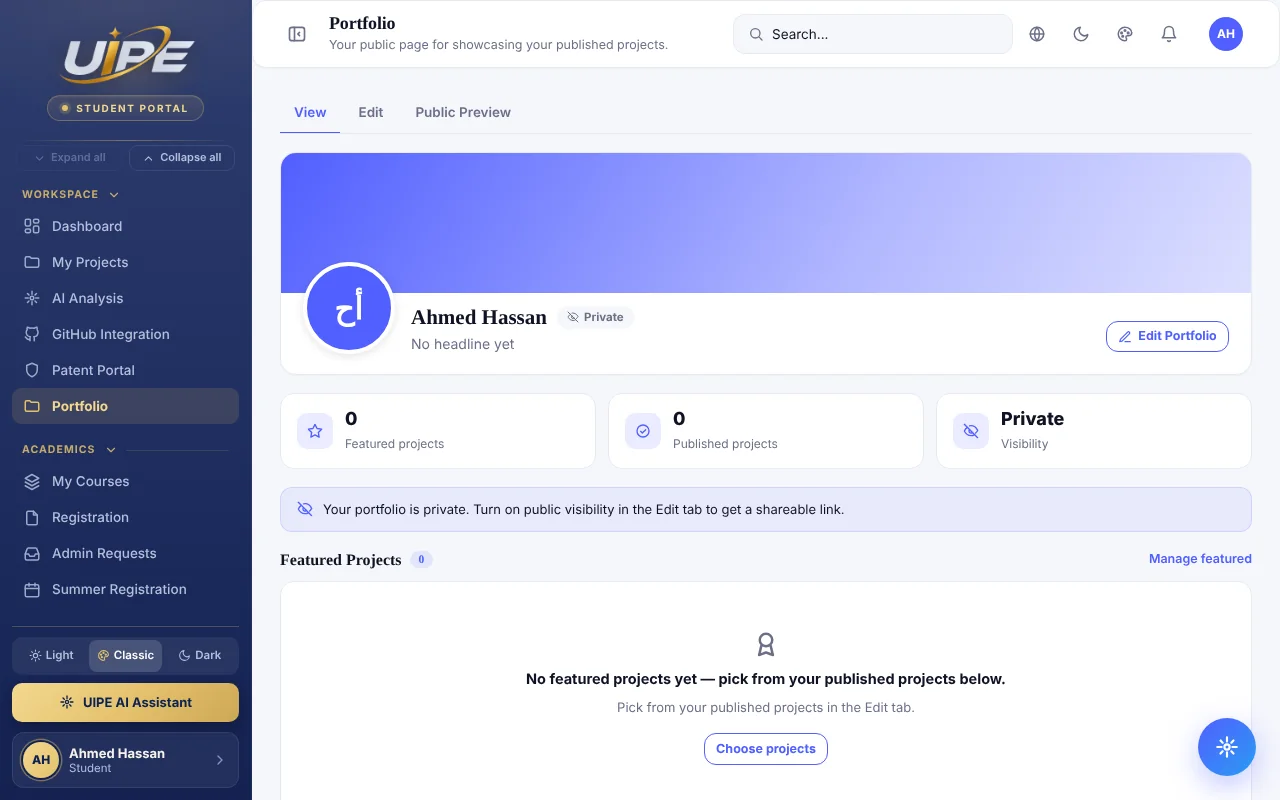 UIPE
STUDENT PORTAL
Expand all
Collapse all
WORKSPACE
Dashboard
My Projects
AI Analysis
GitHub Integration
Patent Portal
Portfolio
ACADEMICS
My Courses
Registration
Admin Requests
Summer Registration
Light
Classic
Dark
UIPE AI Assistant
AH
Ahmed Hassan
Student
Portfolio
Your public page for showcasing your published projects.
Search...
AH
View
Edit
Public Preview
أح
Ahmed Hassan
Private
No headline yet
Edit Portfolio
0
Featured projects
0
Published projects
Private
Visibility
Your portfolio is private. Turn on public visibility in the Edit tab to get a shareable link.
Featured Projects
0
Manage featured
No featured projects yet — pick from your published projects below.
Pick from your published projects in the Edit tab.
Choose projects